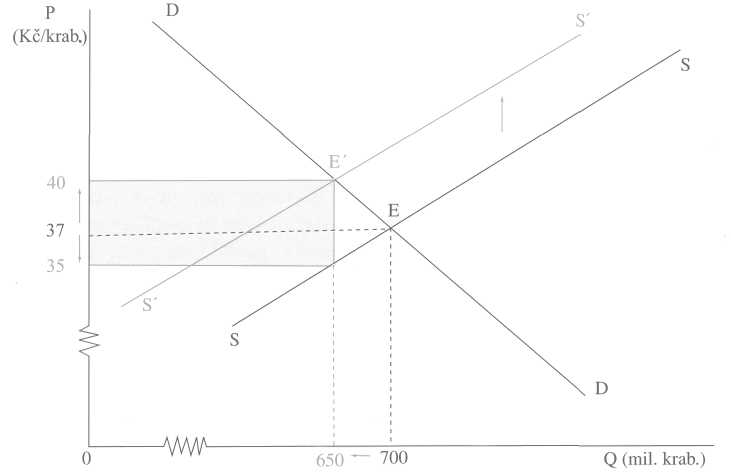 P
(Kč/krab.)
D
S´
S
E´
40
E
37
35
S´
S
D
0
650
700
Q (mil. krab.)